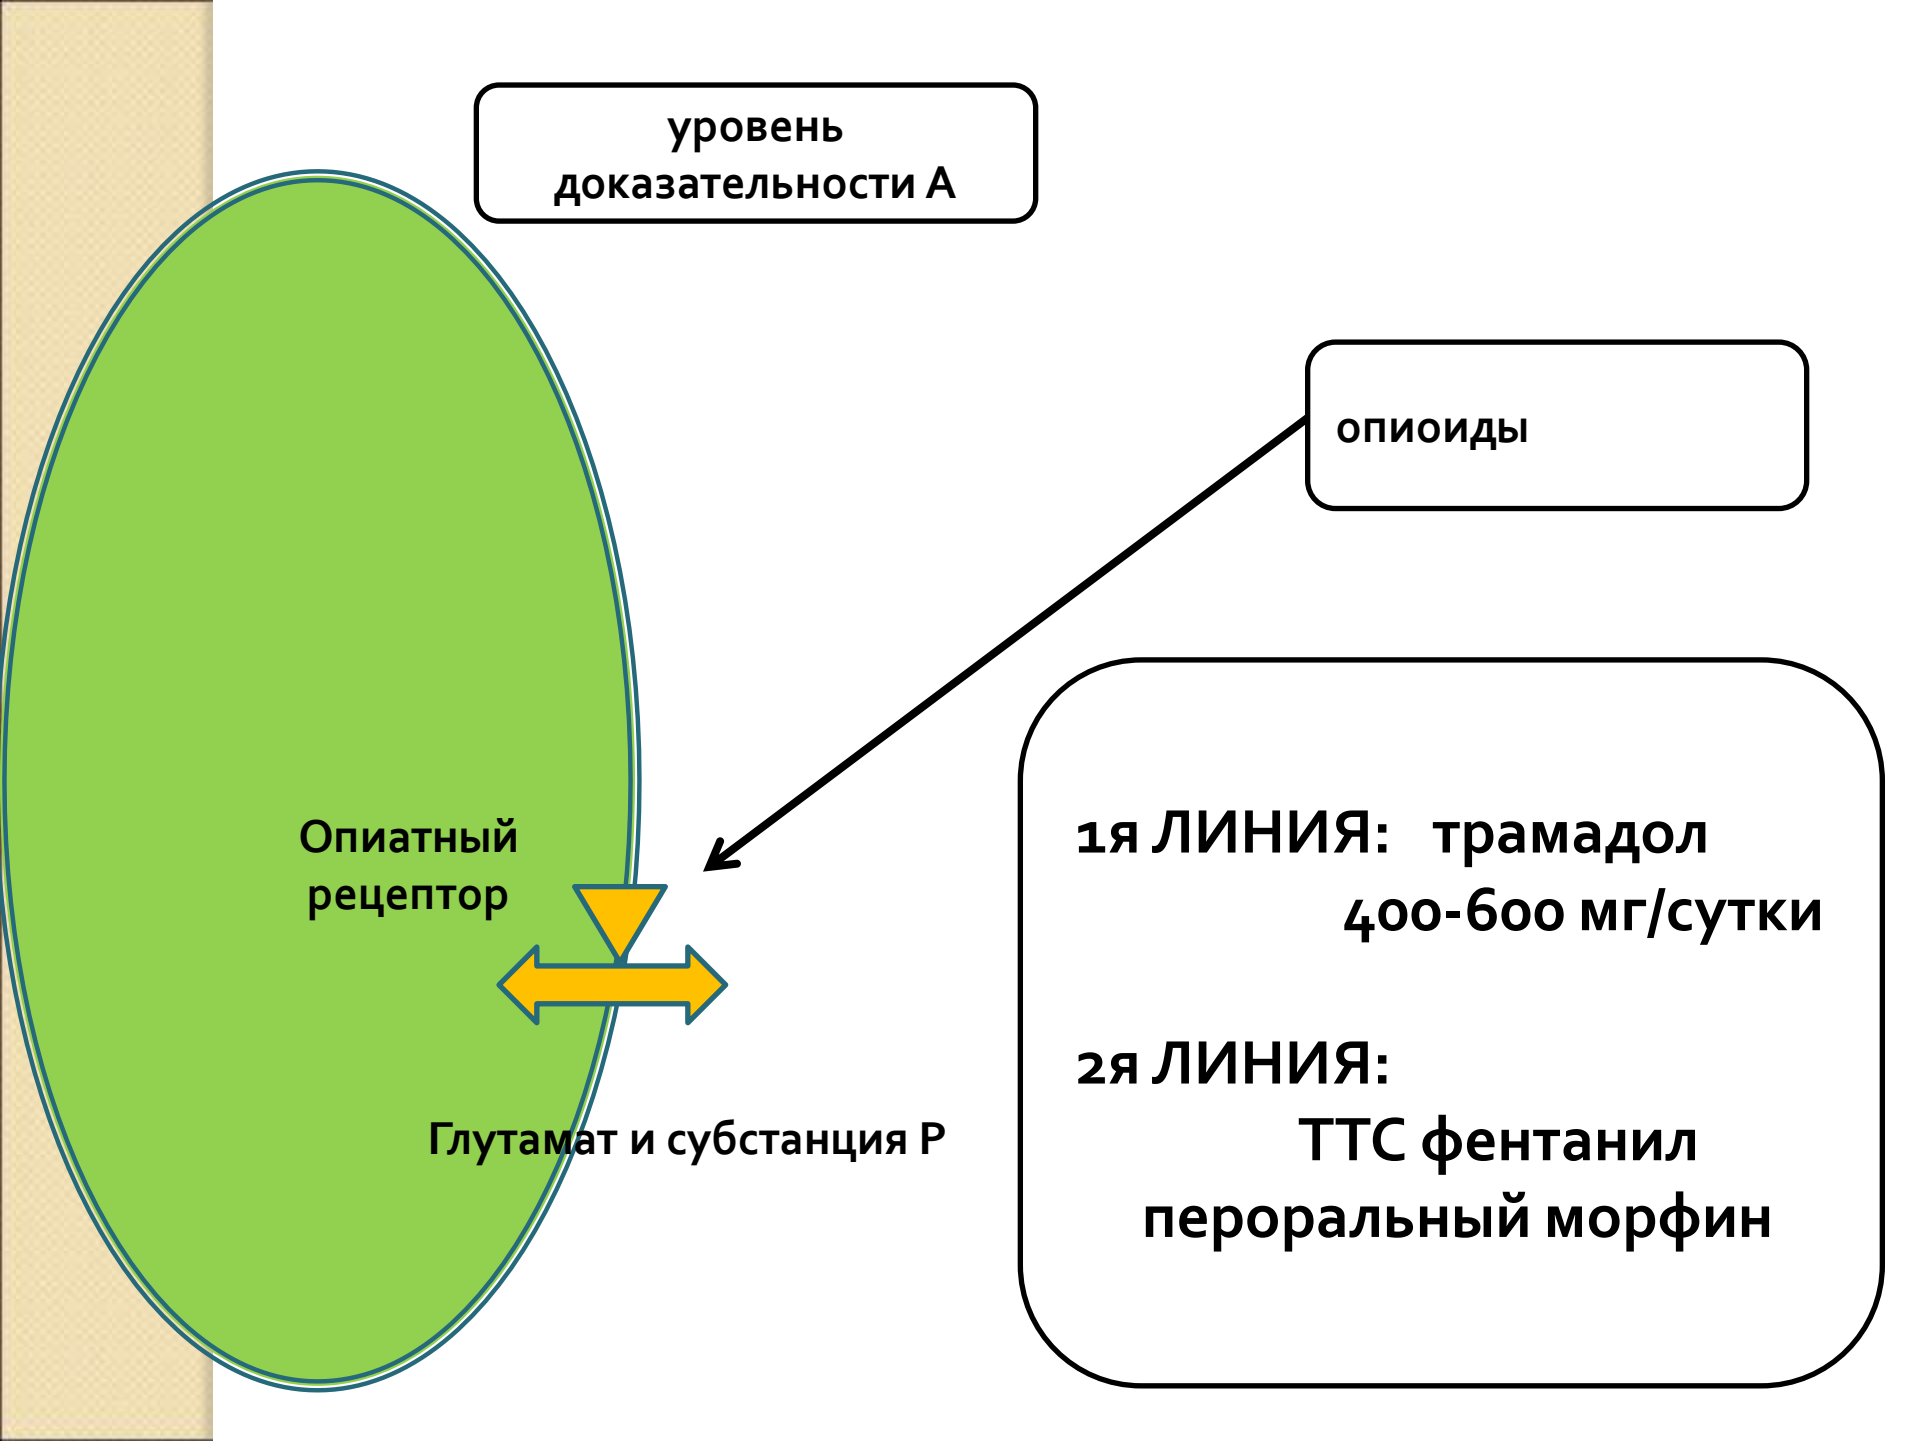 уровень
доказательности А
опиоиды
Опиатный
рецептор
Глутамат и субстанция Р
1я ЛИНИЯ: трамадол
400-600 мг/сутки
2я ЛИНИЯ:
ТТС фентанил
пероральный морфин